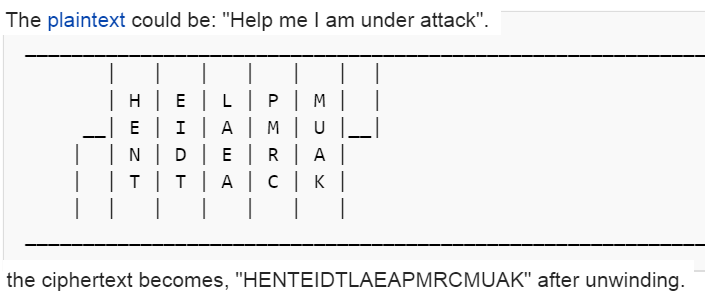 The plaintext could be: "Help me I am under attack".
H E L P M
E I A M U
N D E R A
T T A C K
the ciphertext becomes, "HENTEIDTLAEAPMRCMUAK" after unwinding.